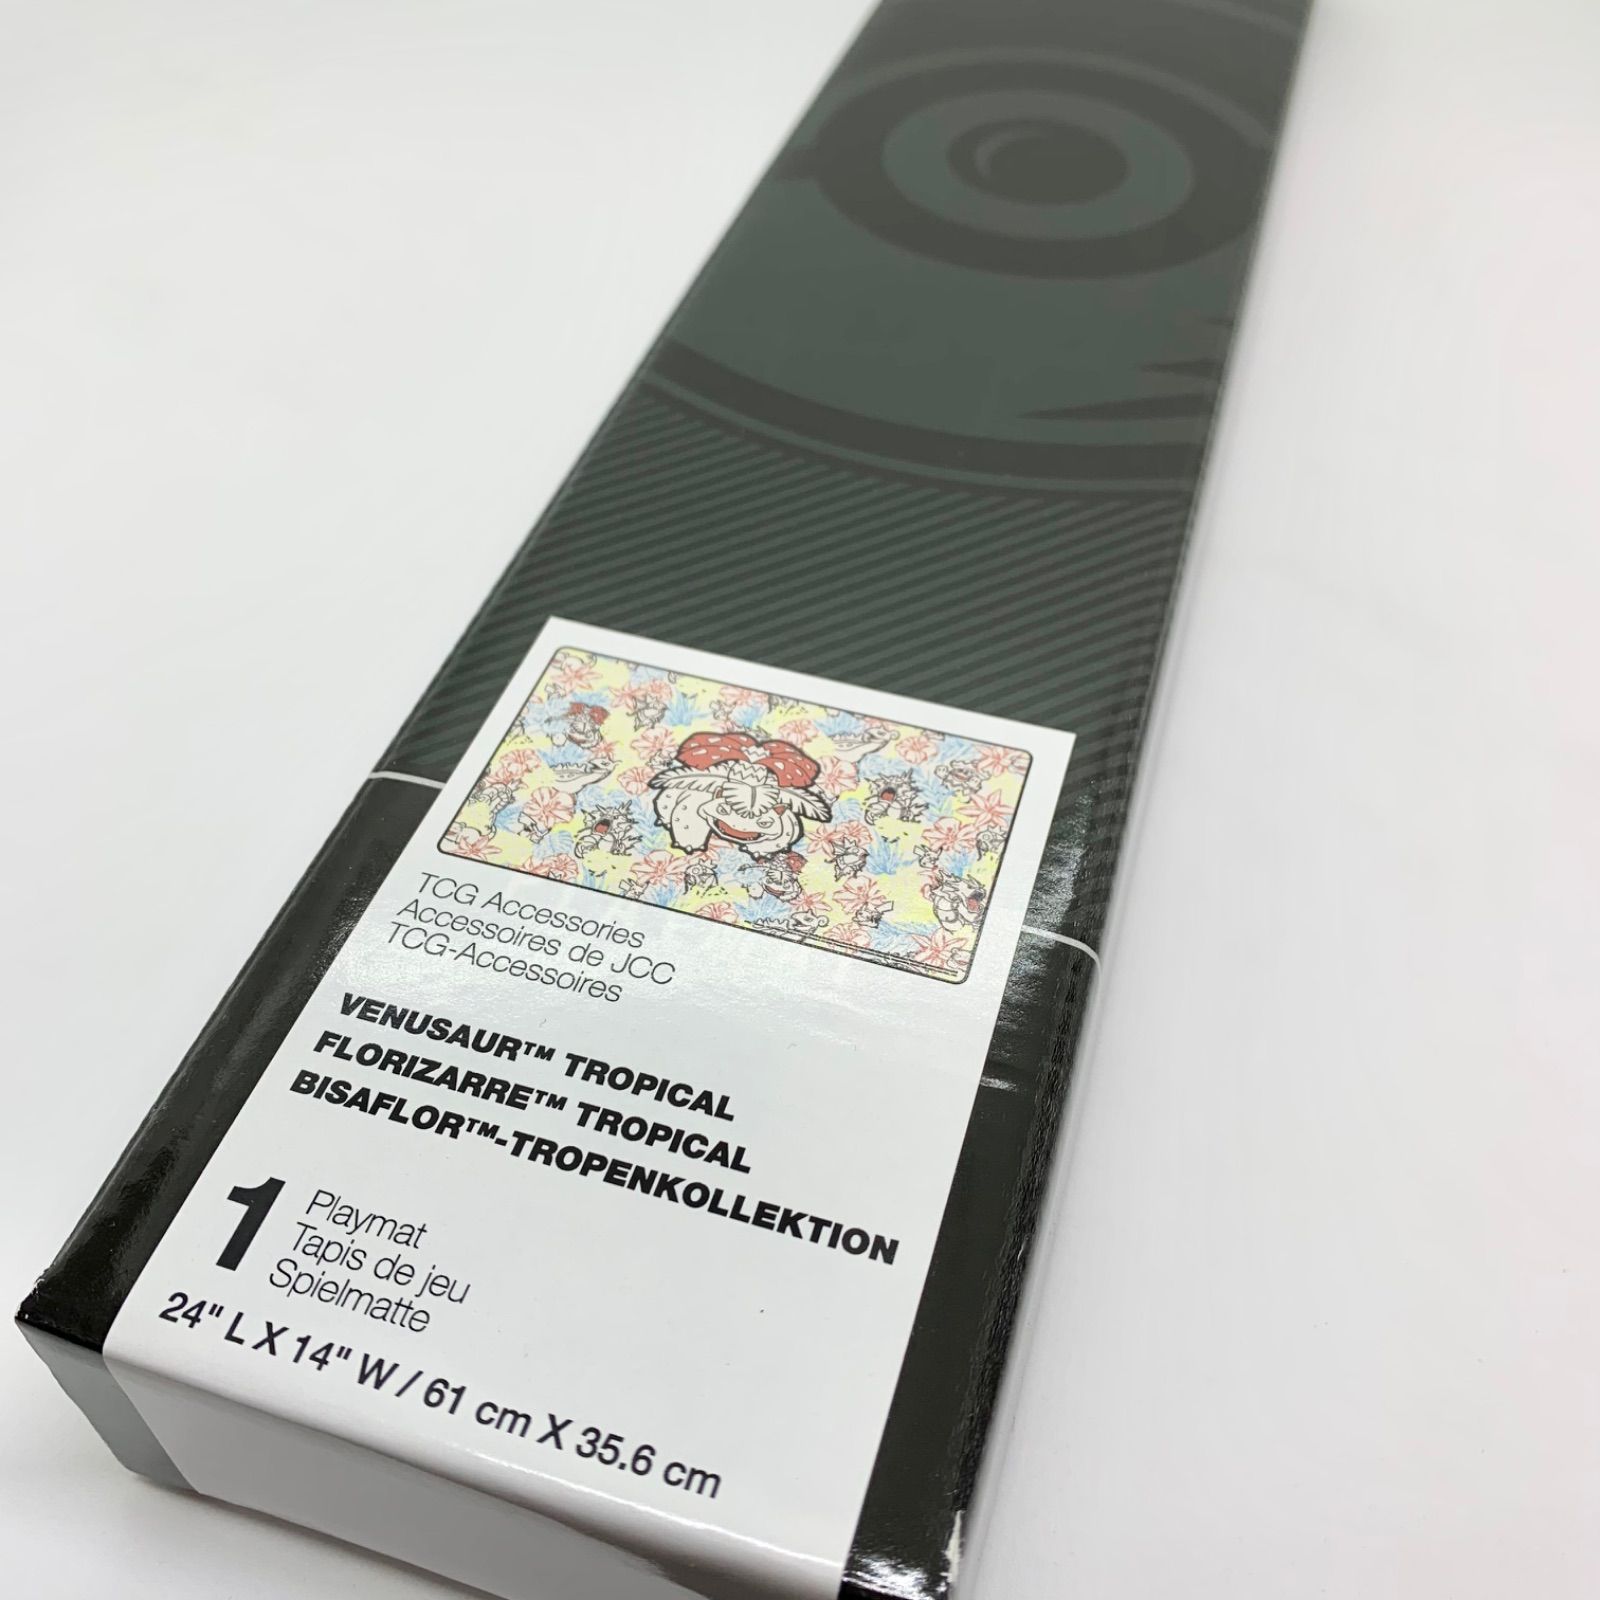 TCG Accessories
Accessoires de JCC
TCG-Accessoires
VENUSAUR™ TROPICAL
FLORIZARRE™ TROPICAL
BISAFLOR™-TROPENKOLLEKTION
1
Playmat
Tapis de jeu
Spielmatte
24" L X 14" W / 61 cm X 35.6 cm